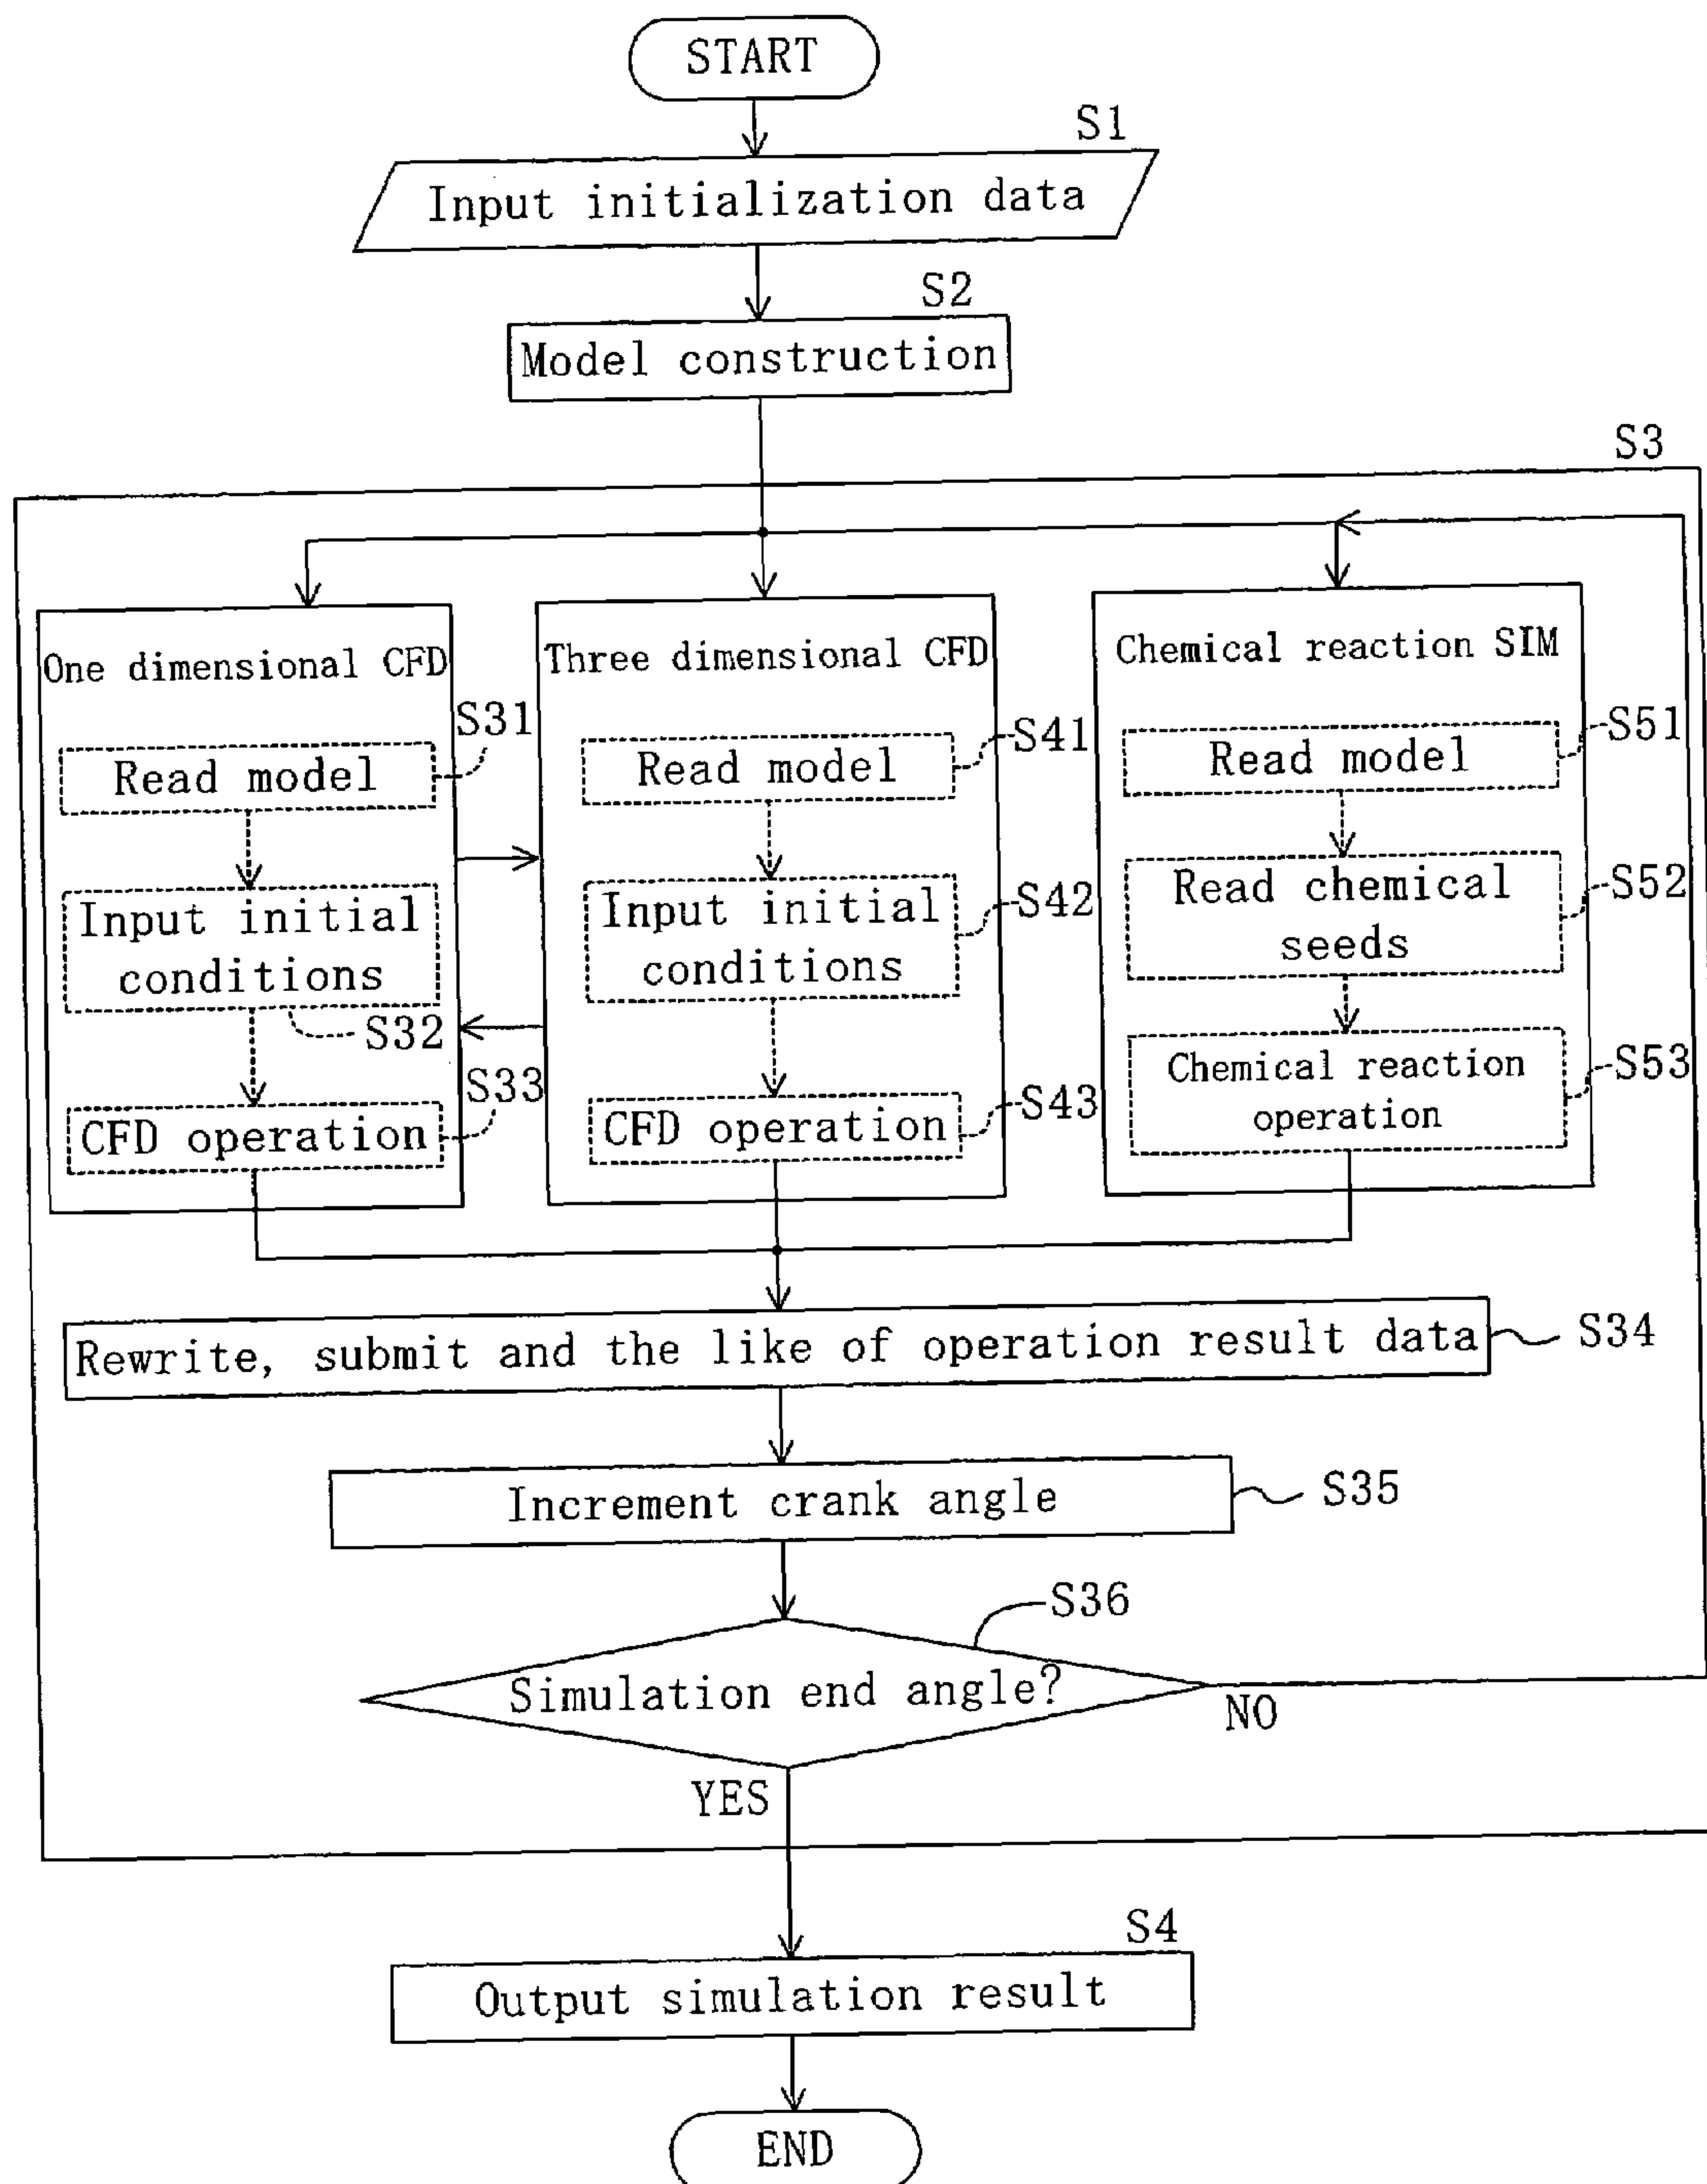 START
S1
Input initialization data
S2
Model construction
S3
One dimensional CFD
S31
Read model
Input initial
conditions
S32
S33
CFD operation
Three dimensional CFD
Read model
S41
Input initial
conditions
S42
CFD operation
S43
Chemical reaction SIM
Read model
S51
Read chemical
seeds
S52
Chemical reaction
operation
S53
Rewrite, submit and the like of operation result data
S34
Increment crank angle
S35
S36
Simulation end angle?
NO
YES
S4
Output simulation result
END